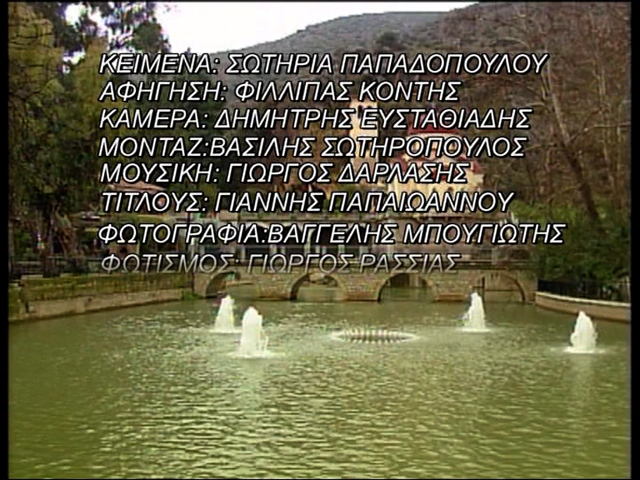 ΚΕΙΜΕΝΑ: ΣΩΤΗΡΙΑ ΠΑΠΑΔΟΠΟΥΛΟΥ
ΑΦΗΓΗΣΗ: ΦΙΛΛΙΠΑΣ ΚΟΝΤΗΣ
ΚΑΜΕΡΑ: ΔΗΜΗΤΡΗΣ ΕΥΣΤΑΘΙΑΔΗΣ
ΜΟΝΤΑΖ:ΒΑΣΙΛΗΣ ΣΩΤΗΡΟΠΟΥΛΟΣ
ΜΟΥΣΙΚΗ: ΓΙΩΡΓΟΣ ΔΑΡΛΑΣΗΣ
ΤΙΤΛΟΥΣ: ΓΙΑΝΝΗΣ ΠΑΠΑΙΩΑΝΝΟΥ
ΦΩΤΟΓΡΑΦΙΑ:ΒΑΓΓΕΛΗΣ ΜΠΟΥΓΙΩΤΗΣ
ΦΩΤΙΣΜΟΣ: ΓΙΩΡΓΟΣ ΡΑΣΣΙΑΣ